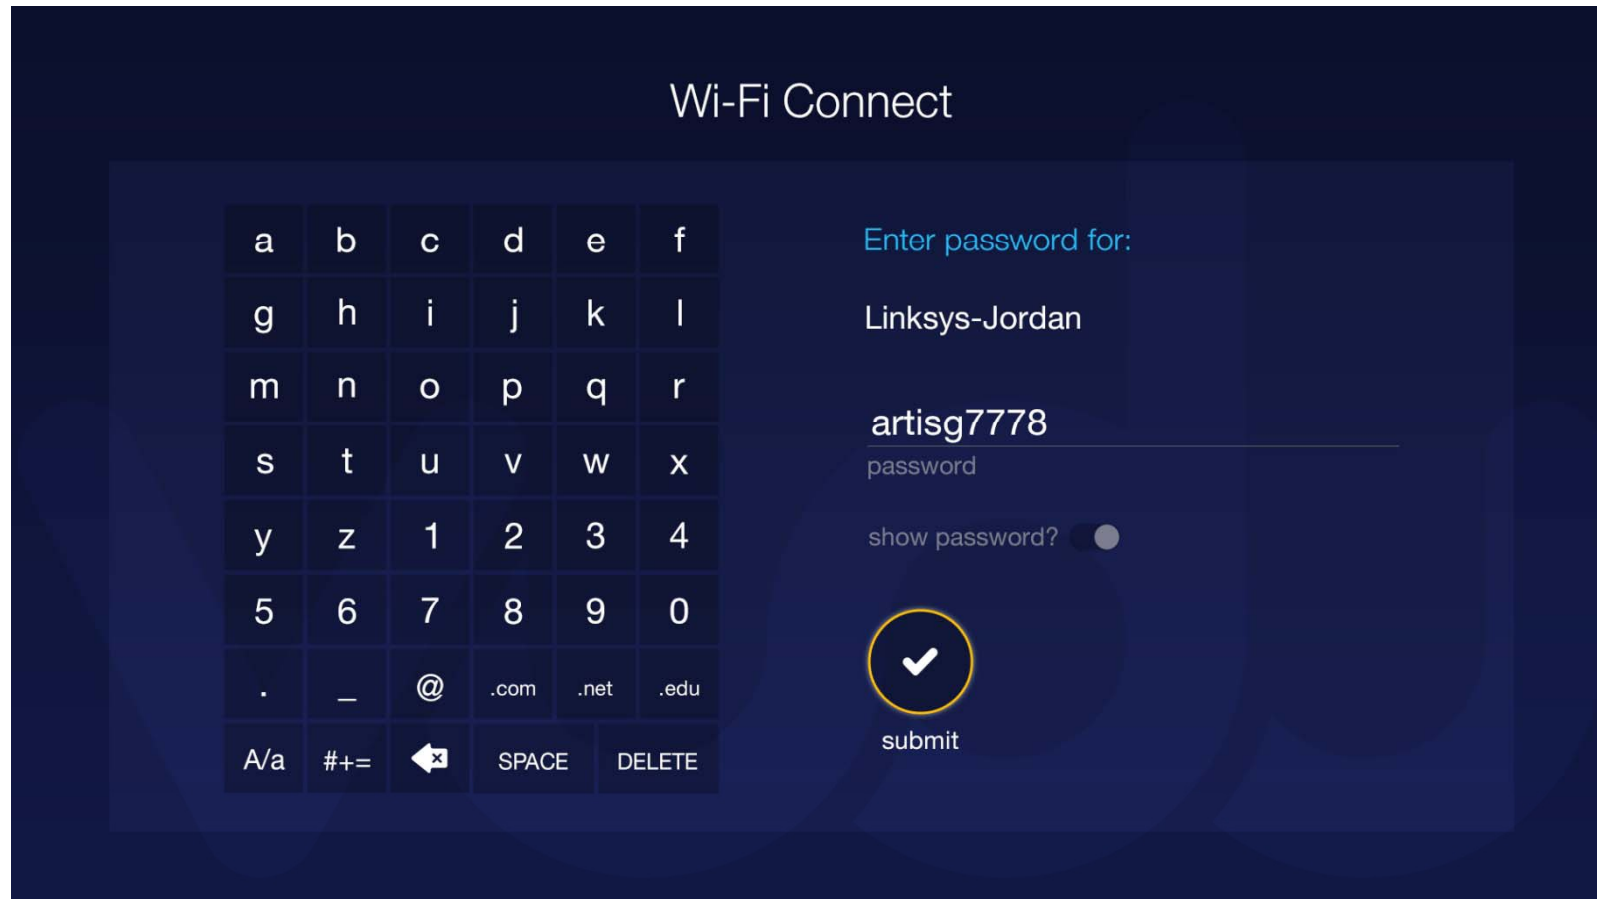 Wi-Fi Connect
a b c d e f
g h i j k l
m n o p q r
s t u v w x
y z 1 2 3 4
5 6 7 8 9 0
. _ @ .com .net .edu
A/a #+= SPACE DELETE
Enter password for:
Linksys-Jordan
artisg7778
password
show password?
submit
vudu